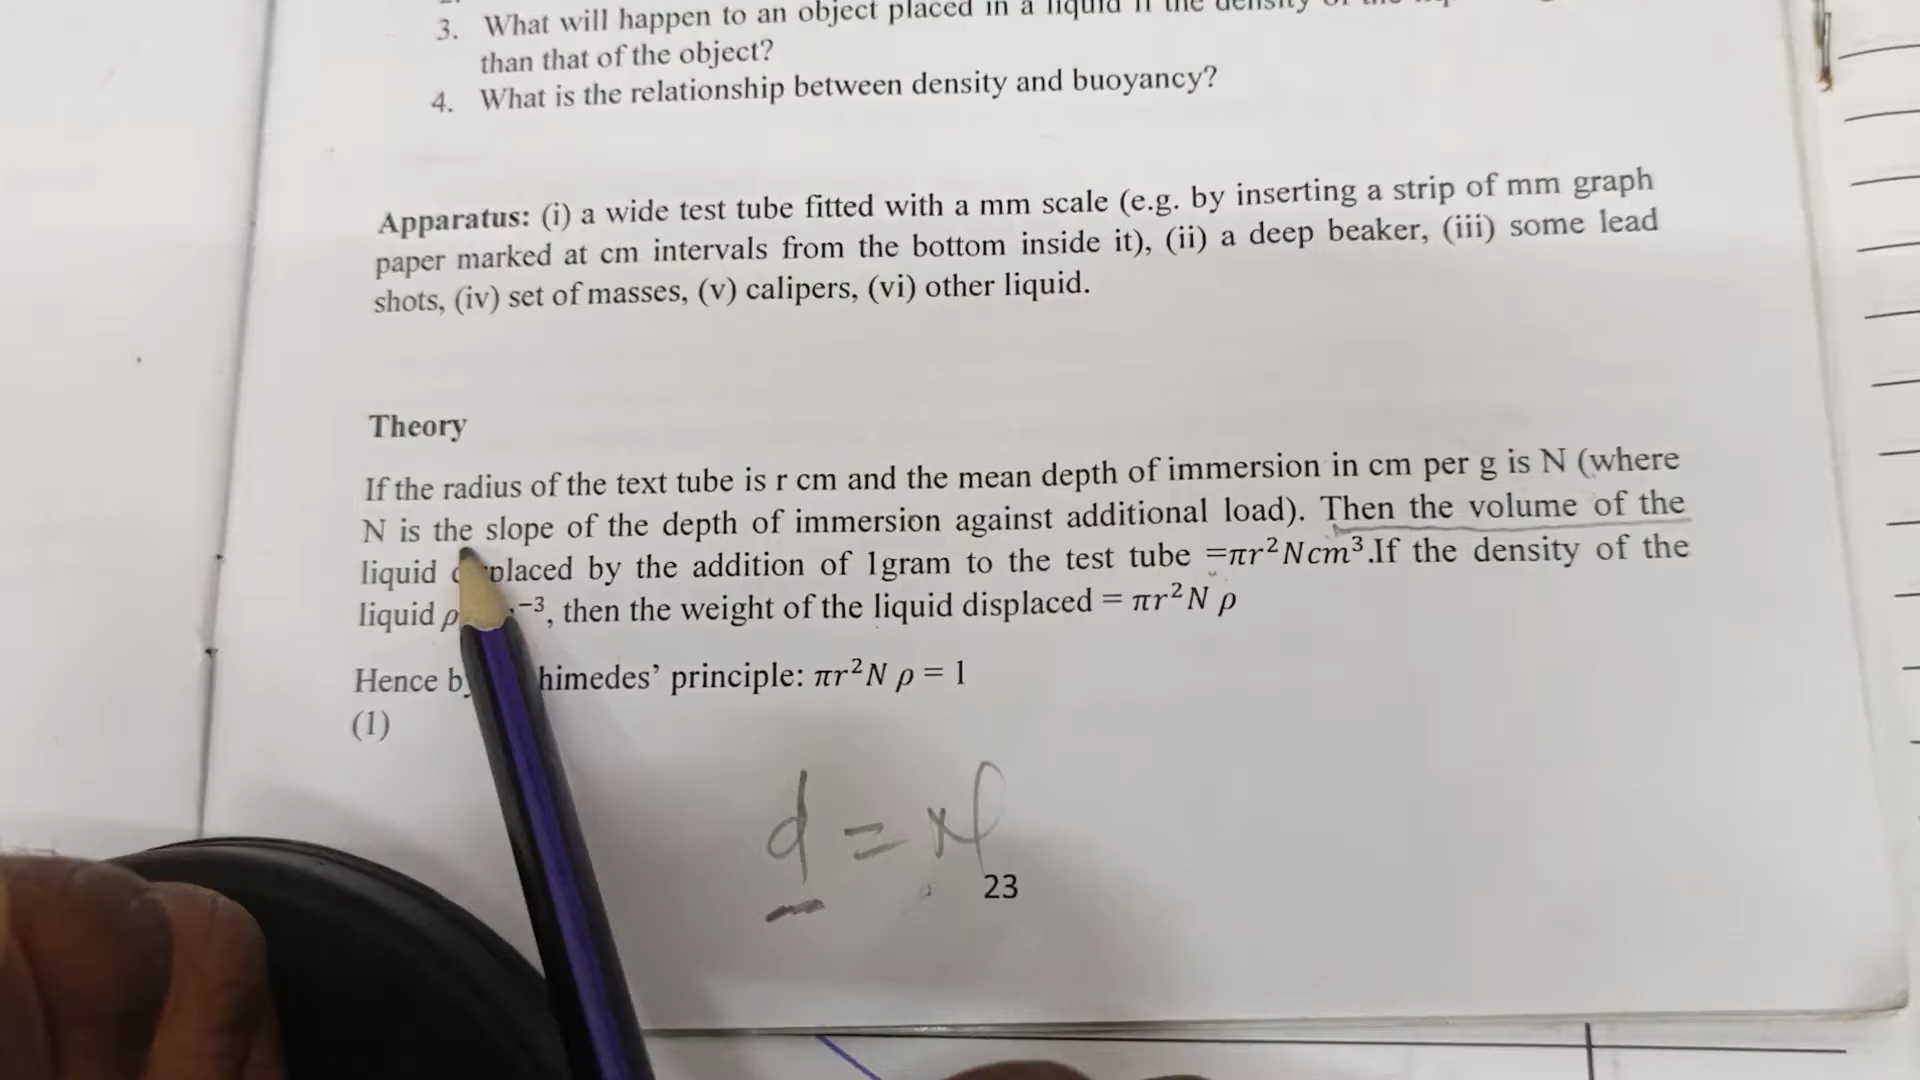 3. What will happen to an object placed in a liquid if the density
than that of the object?
4. What is the relationship between density and buoyancy?
Apparatus: (i) a wide test tube fitted with a mm scale (e.g. by inserting a strip of mm graph
paper marked at cm intervals from the bottom inside it), (ii) a deep beaker, (iii) some lead
shots, (iv) set of masses, (v) calipers, (vi) other liquid.
Theory
If the radius of the text tube is r cm and the mean depth of immersion in cm per g is N (where
N is the slope of the depth of immersion against additional load). Then the volume of the
liquid placed by the addition of 1gram to the test tube =πr²Ncm³.If the density of the
liquid ρ ⁻³, then the weight of the liquid displaced = πr²N ρ
Hence by himedes’ principle: πr²N ρ = 1
(1)
d =
23